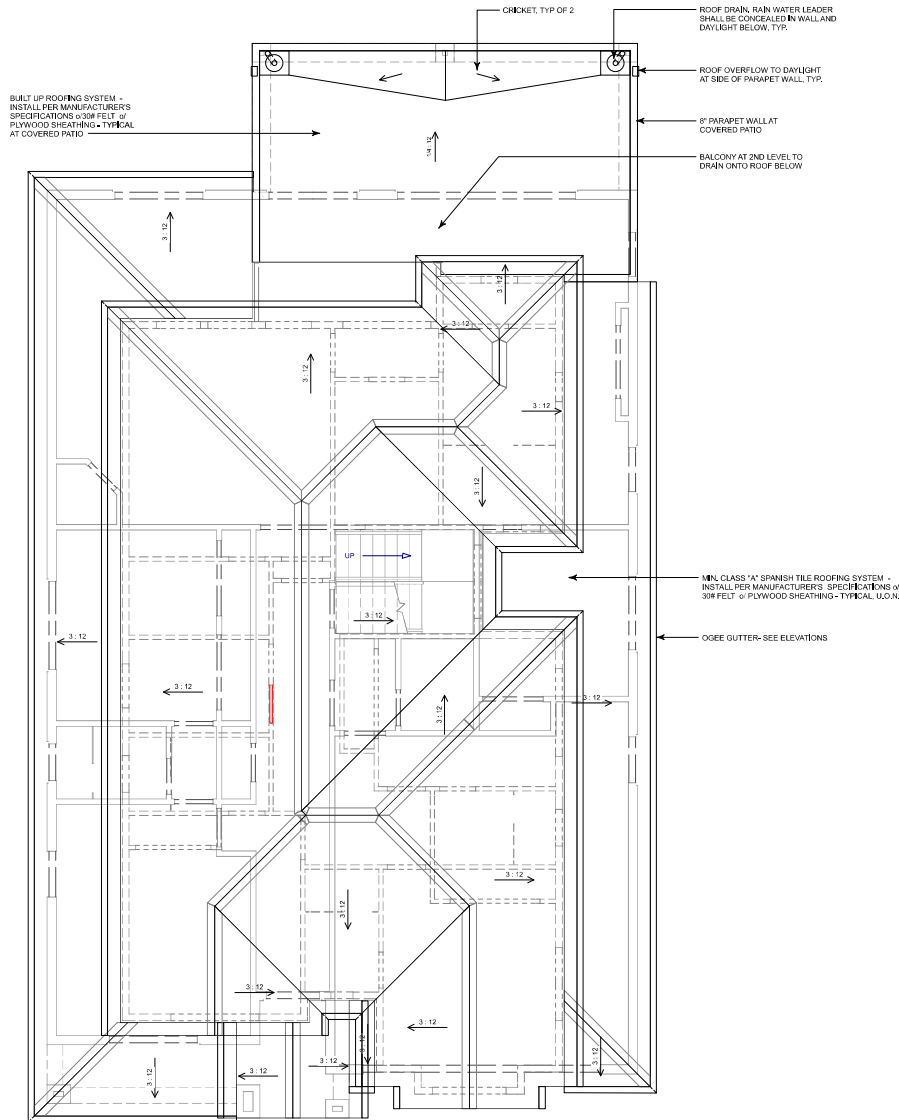 CRICKET, TYP OF 2
ROOF DRAIN, RAIN WATER LEADER
SHALL BE CONCEALED IN WALL AND
DAYLIGHT BELOW, TYP.
ROOF OVERFLOW TO DAYLIGHT
AT SIDE OF PARAPET WALL, TYP.
BUILT UP ROOFING SYSTEM -
INSTALL PER MANUFACTURER'S
SPECIFICATIONS o/30# FELT o/
PLYWOOD SHEATHING - TYPICAL
AT COVERED PATIO
8" PARAPET WALL AT
COVERED PATIO
1/4 : 12
BALCONY AT 2ND LEVEL TO
DRAIN ONTO ROOF BELOW
3 : 12
3 : 12
3 : 12
3 : 12
3 : 12
3 : 12
UP
MIN. CLASS "A" SPANISH TILE ROOFING SYSTEM -
INSTALL PER MANUFACTURER'S SPECIFICATIONS o/
30# FELT o/ PLYWOOD SHEATHING - TYPICAL, U.O.N.
3 : 12
3 : 12
OGEE GUTTER- SEE ELEVATIONS
3 : 12
3 : 12
3 : 12
3 : 12
3 : 12
3 : 12
3 : 12
3 : 12
3 : 12
3 : 12
3 : 12
3 : 12